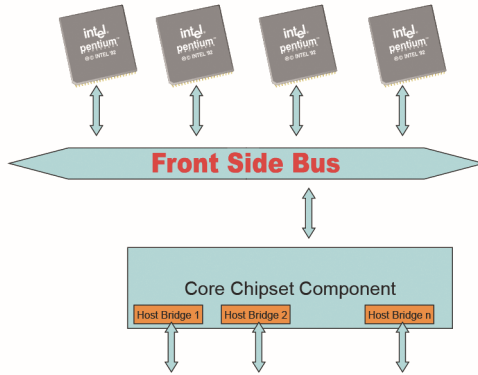 intel
pentium
intel
pentium
intel
pentium
intel
pentium
Front Side Bus
Core Chipset Component
Host Bridge 1
Host Bridge 2
Host Bridge n